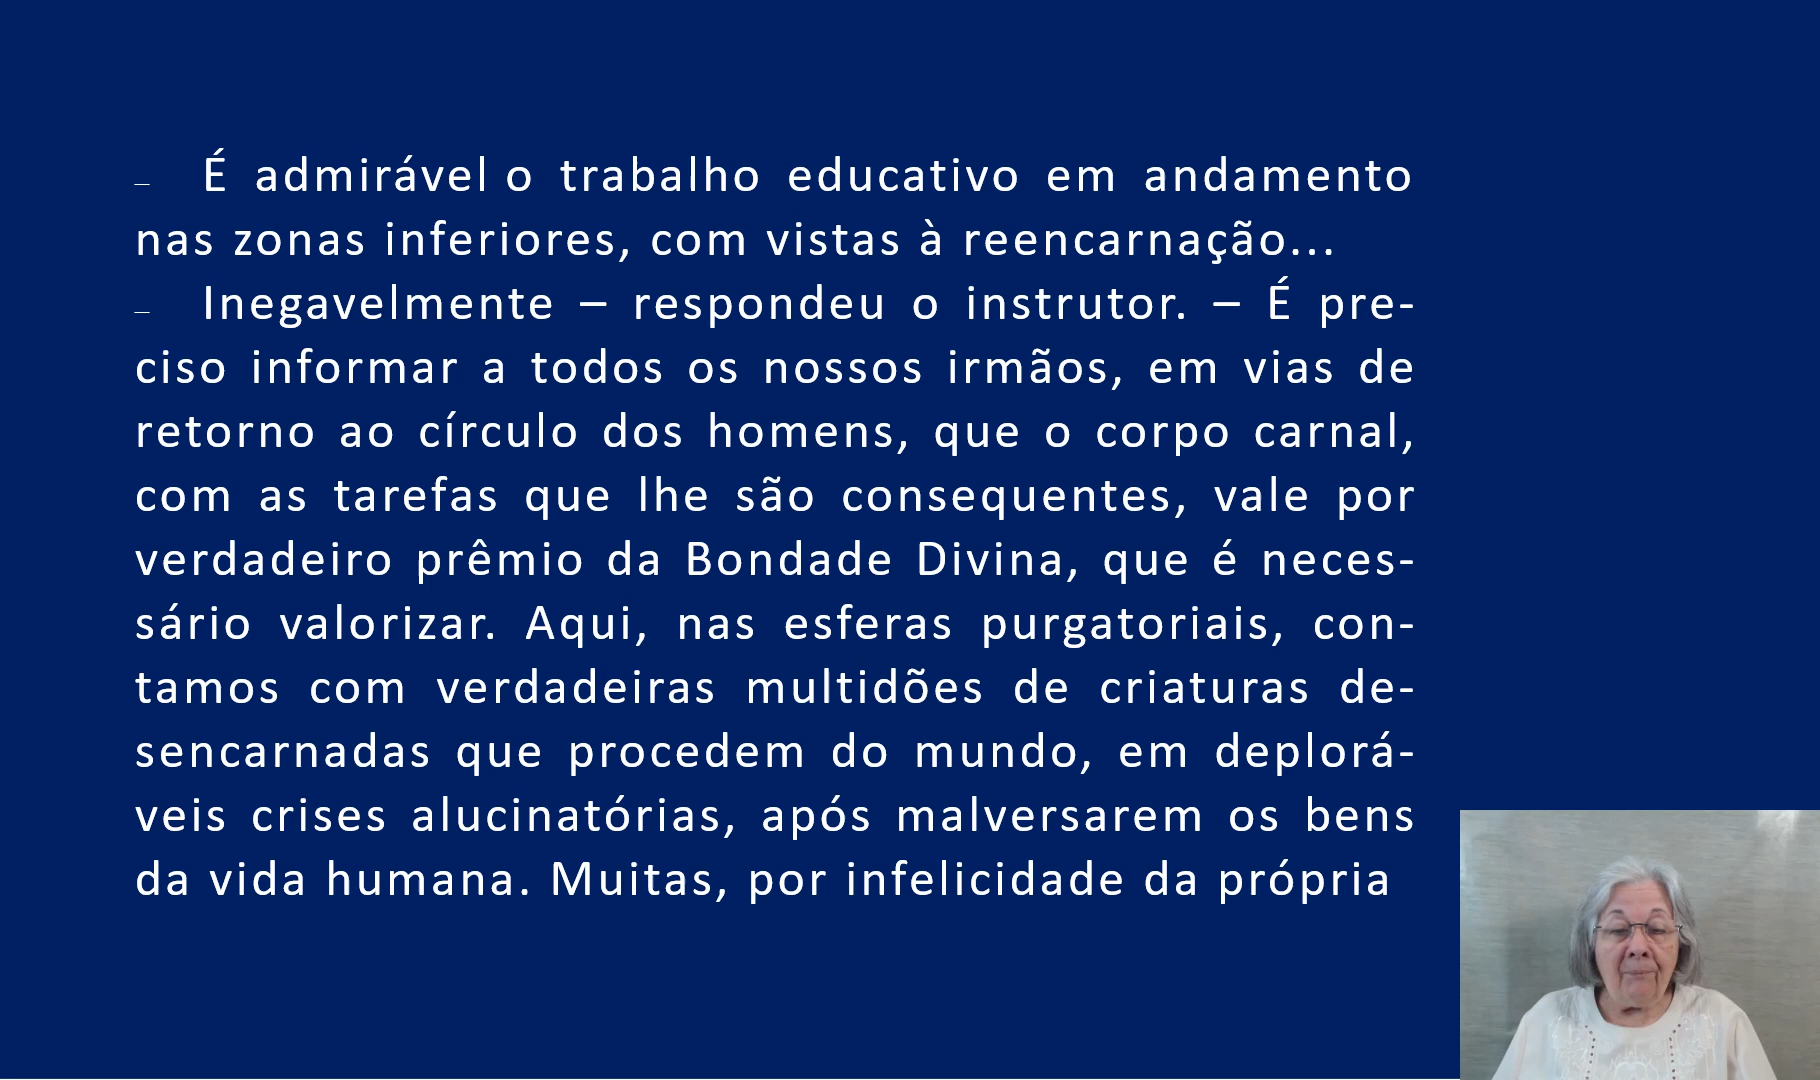 – É admirável o trabalho educativo em andamento
nas zonas inferiores, com vistas à reencarnação...
– Inegavelmente – respondeu o instrutor. – É pre-
ciso informar a todos os nossos irmãos, em vias de
retorno ao círculo dos homens, que o corpo carnal,
com as tarefas que lhe são consequentes, vale por
verdadeiro prêmio da Bondade Divina, que é neces-
sário valorizar. Aqui, nas esferas purgatoriais, con-
tamos com verdadeiras multidões de criaturas de-
sencarnadas que procedem do mundo, em deplorá-
veis crises alucinatórias, após malversarem os bens
da vida humana. Muitas, por infelicidade da própria